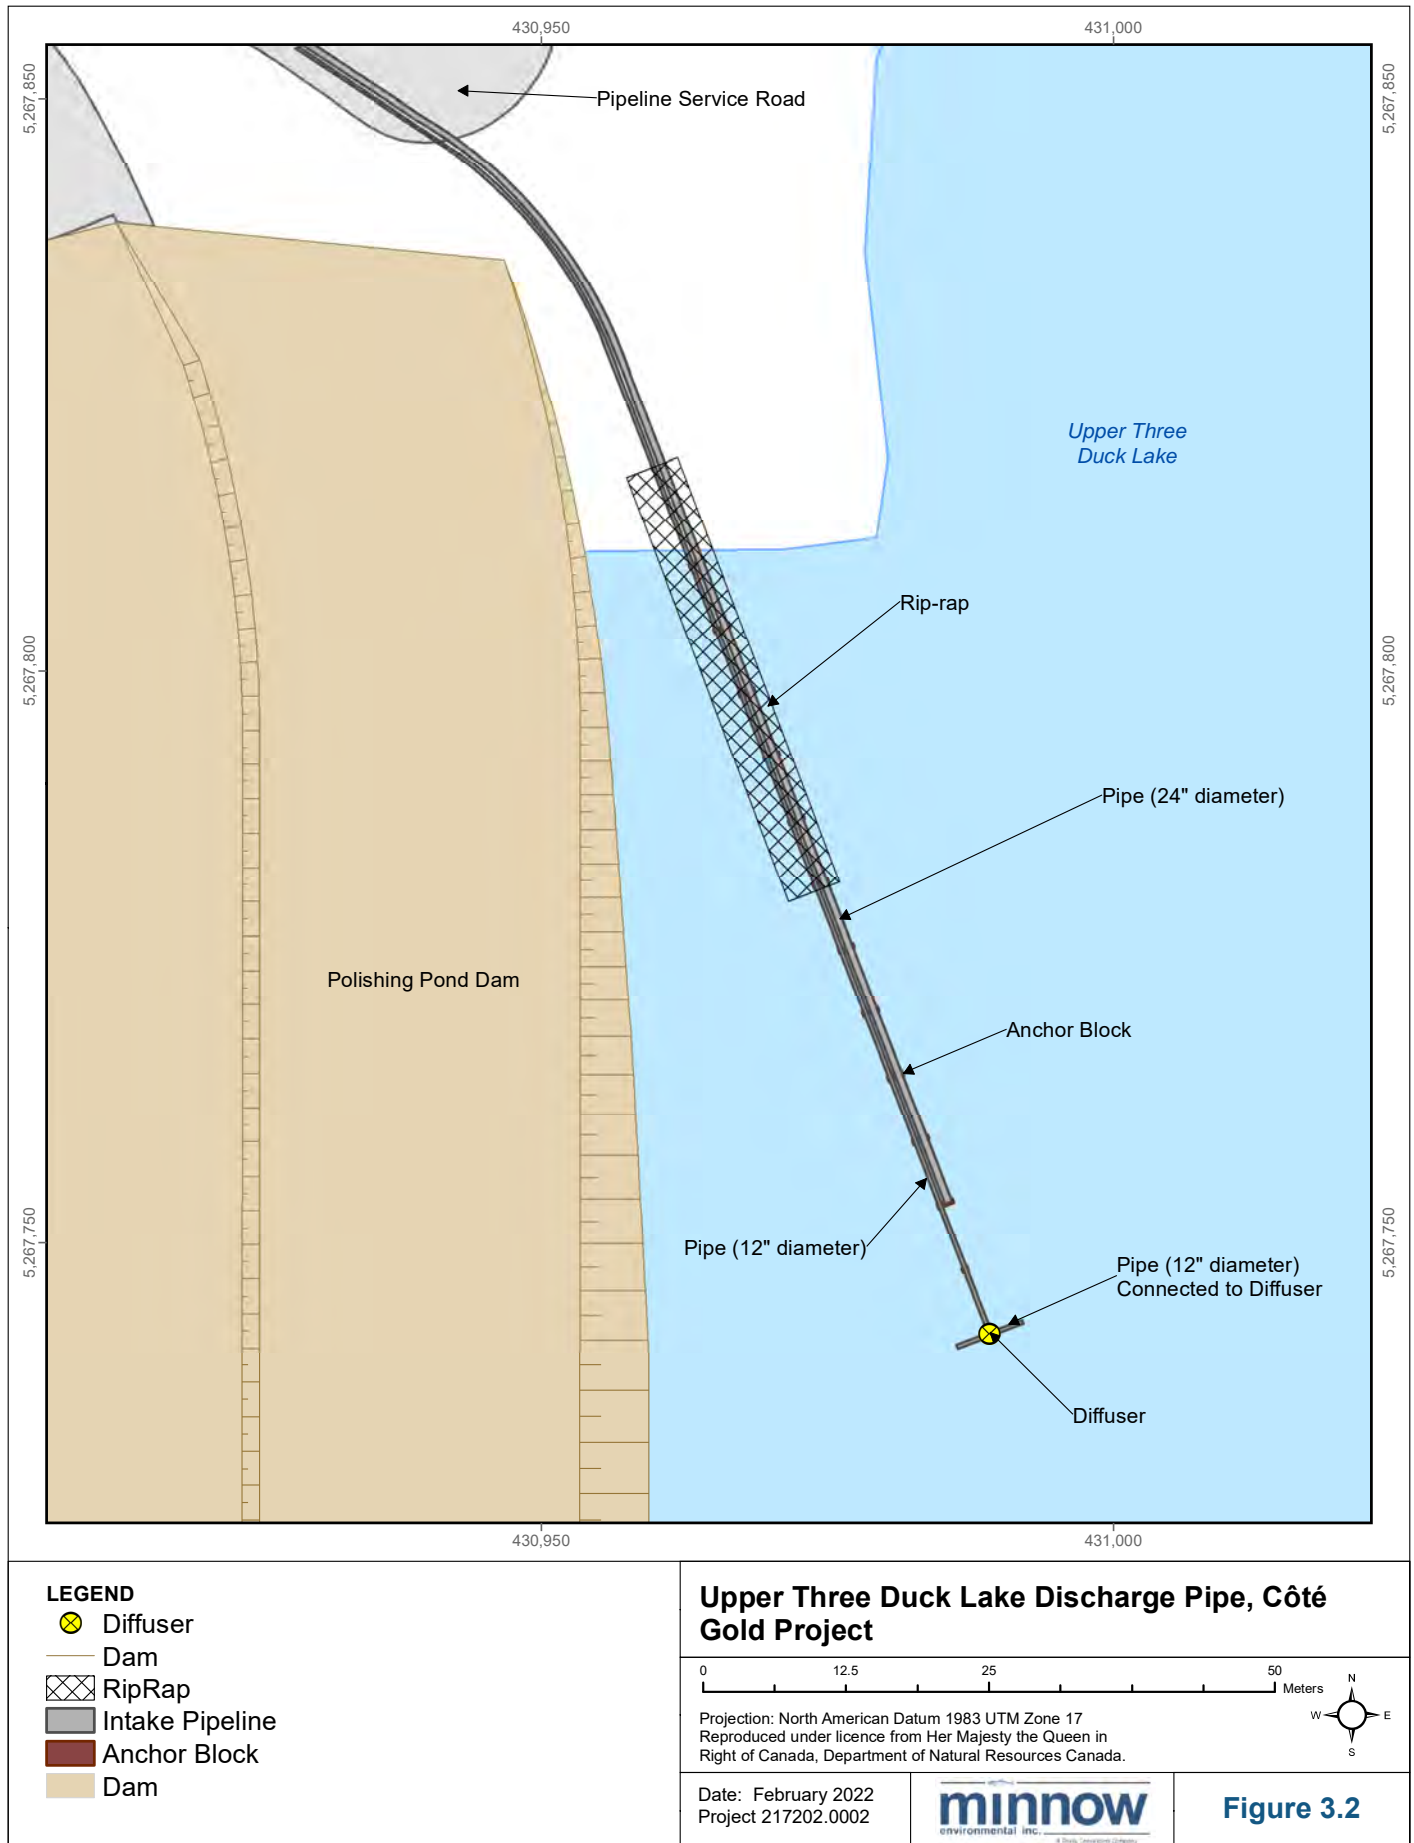 430,950
431,000
5,267,850
5,267,850
Pipeline Service Road
Upper Three
Duck Lake
Rip-rap
5,267,800
5,267,800
Pipe (24" diameter)
Polishing Pond Dam
Anchor Block
5,267,750
5,267,750
Pipe (12" diameter)
Pipe (12" diameter)
Connected to Diffuser
Diffuser
430,950
431,000
LEGEND
Diffuser
Dam
RipRap
Intake Pipeline
Anchor Block
Dam
Upper Three Duck Lake Discharge Pipe, Côté
Gold Project
0 12.5 25 50
Meters
N
W E
S
Projection: North American Datum 1983 UTM Zone 17
Reproduced under licence from Her Majesty the Queen in
Right of Canada, Department of Natural Resources Canada.
Date: February 2022
Project 217202.0002
minnow
environmental inc.
Figure 3.2